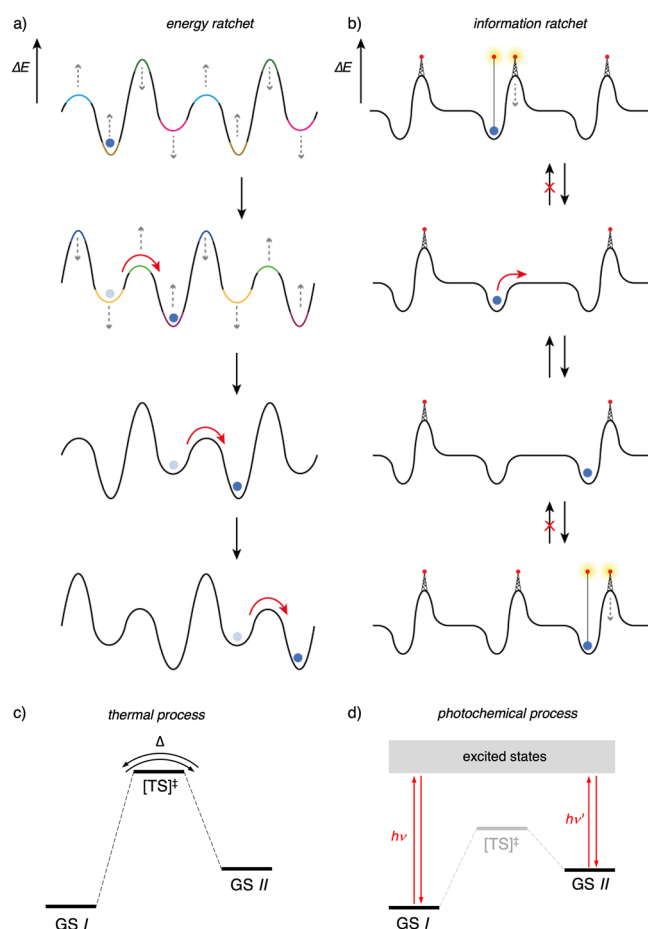 a) energy ratchet
ΔE
b) information ratchet
ΔE
c) thermal process
Δ
[TS]‡
GS I
GS II
d) photochemical process
excited states
hν
hν'
[TS]‡
GS I
GS II